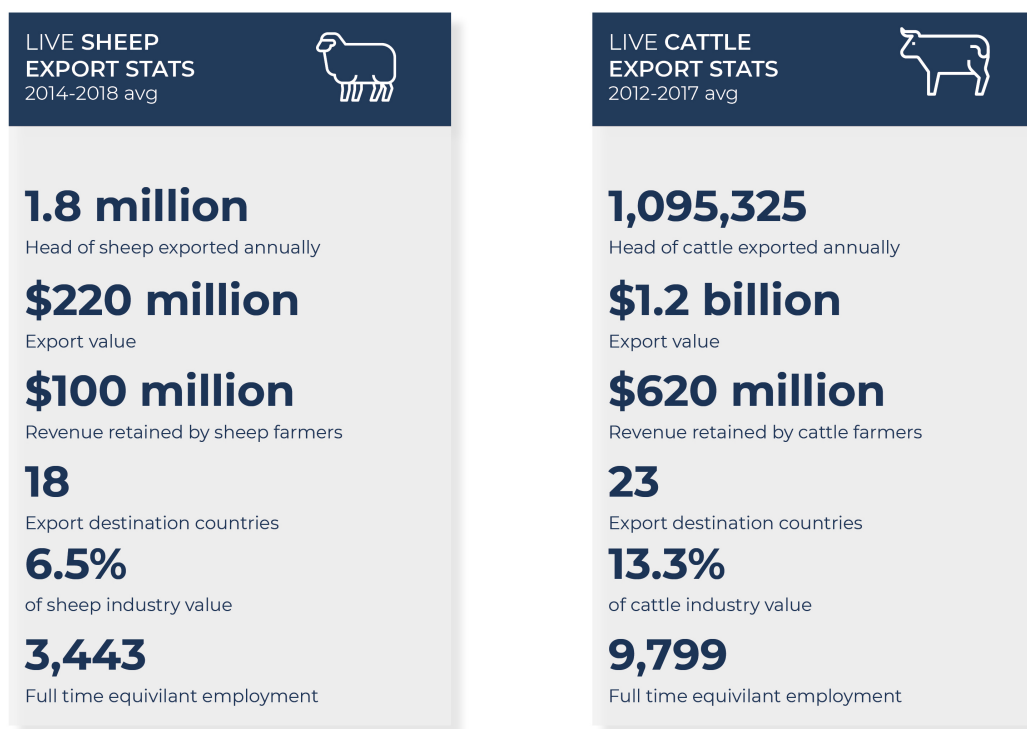 LIVE SHEEP
EXPORT STATS
2014-2018 avg
1.8 million
Head of sheep exported annually
$220 million
Export value
$100 million
Revenue retained by sheep farmers
18
Export destination countries
6.5%
of sheep industry value
3,443
Full time equivilant employment
LIVE CATTLE
EXPORT STATS
2012-2017 avg
1,095,325
Head of cattle exported annually
$1.2 billion
Export value
$620 million
Revenue retained by cattle farmers
23
Export destination countries
13.3%
of cattle industry value
9,799
Full time equivilant employment